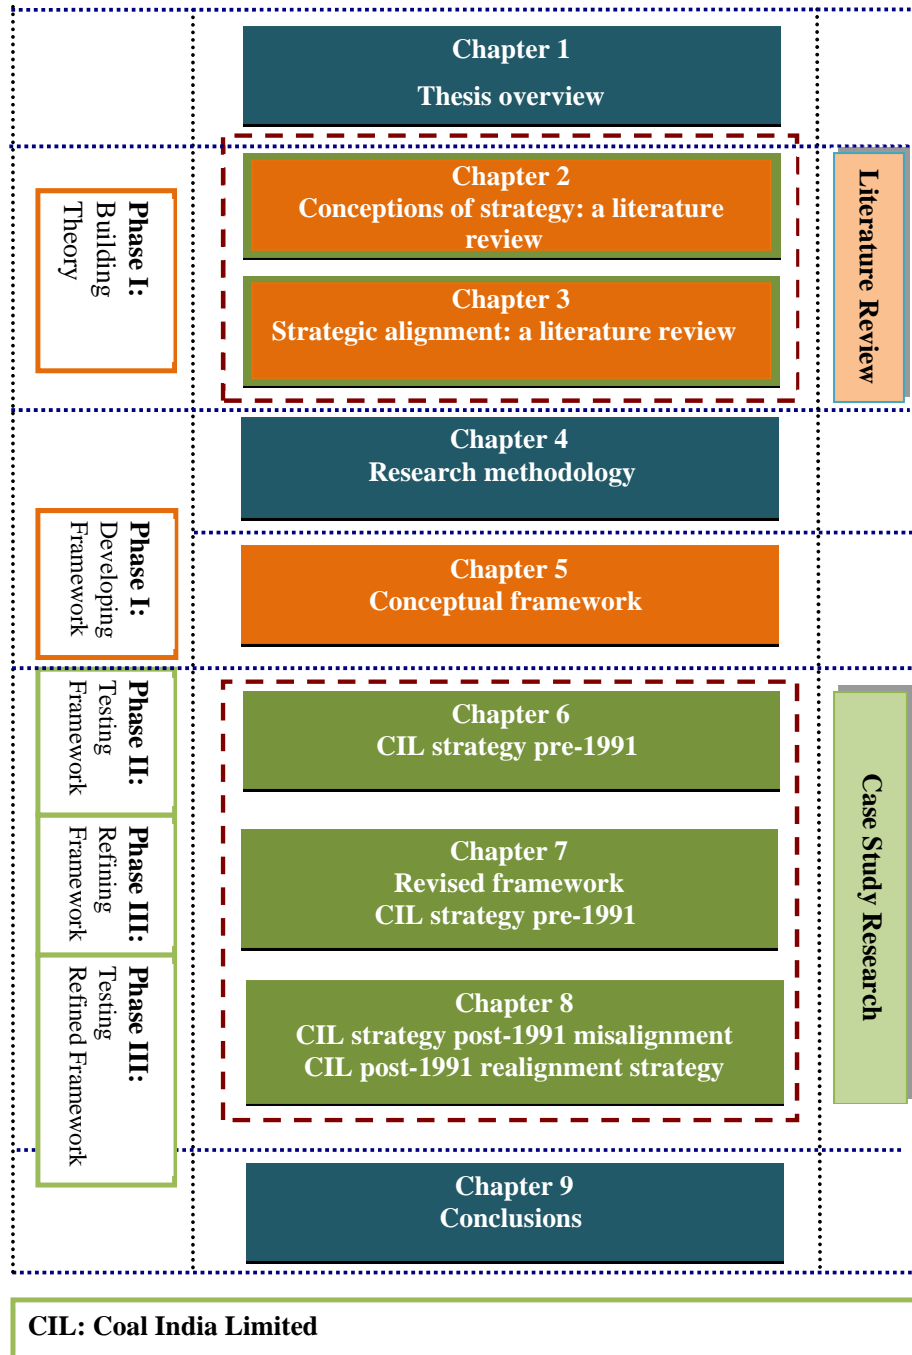 Chapter 1
Thesis overview
Phase I:
Building
Theory
Chapter 2
Conceptions of strategy: a literature
review
Chapter 3
Strategic alignment: a literature review
Literature Review
Chapter 4
Research methodology
Phase I:
Developing
Framework
Chapter 5
Conceptual framework
Phase II:
Testing
Framework
Chapter 6
CIL strategy pre-1991
Phase III:
Refining
Framework
Chapter 7
Revised framework
CIL strategy pre-1991
Phase III:
Testing
Refined Framework
Chapter 8
CIL strategy post-1991 misalignment
CIL post-1991 realignment strategy
Case Study Research
Chapter 9
Conclusions
CIL: Coal India Limited